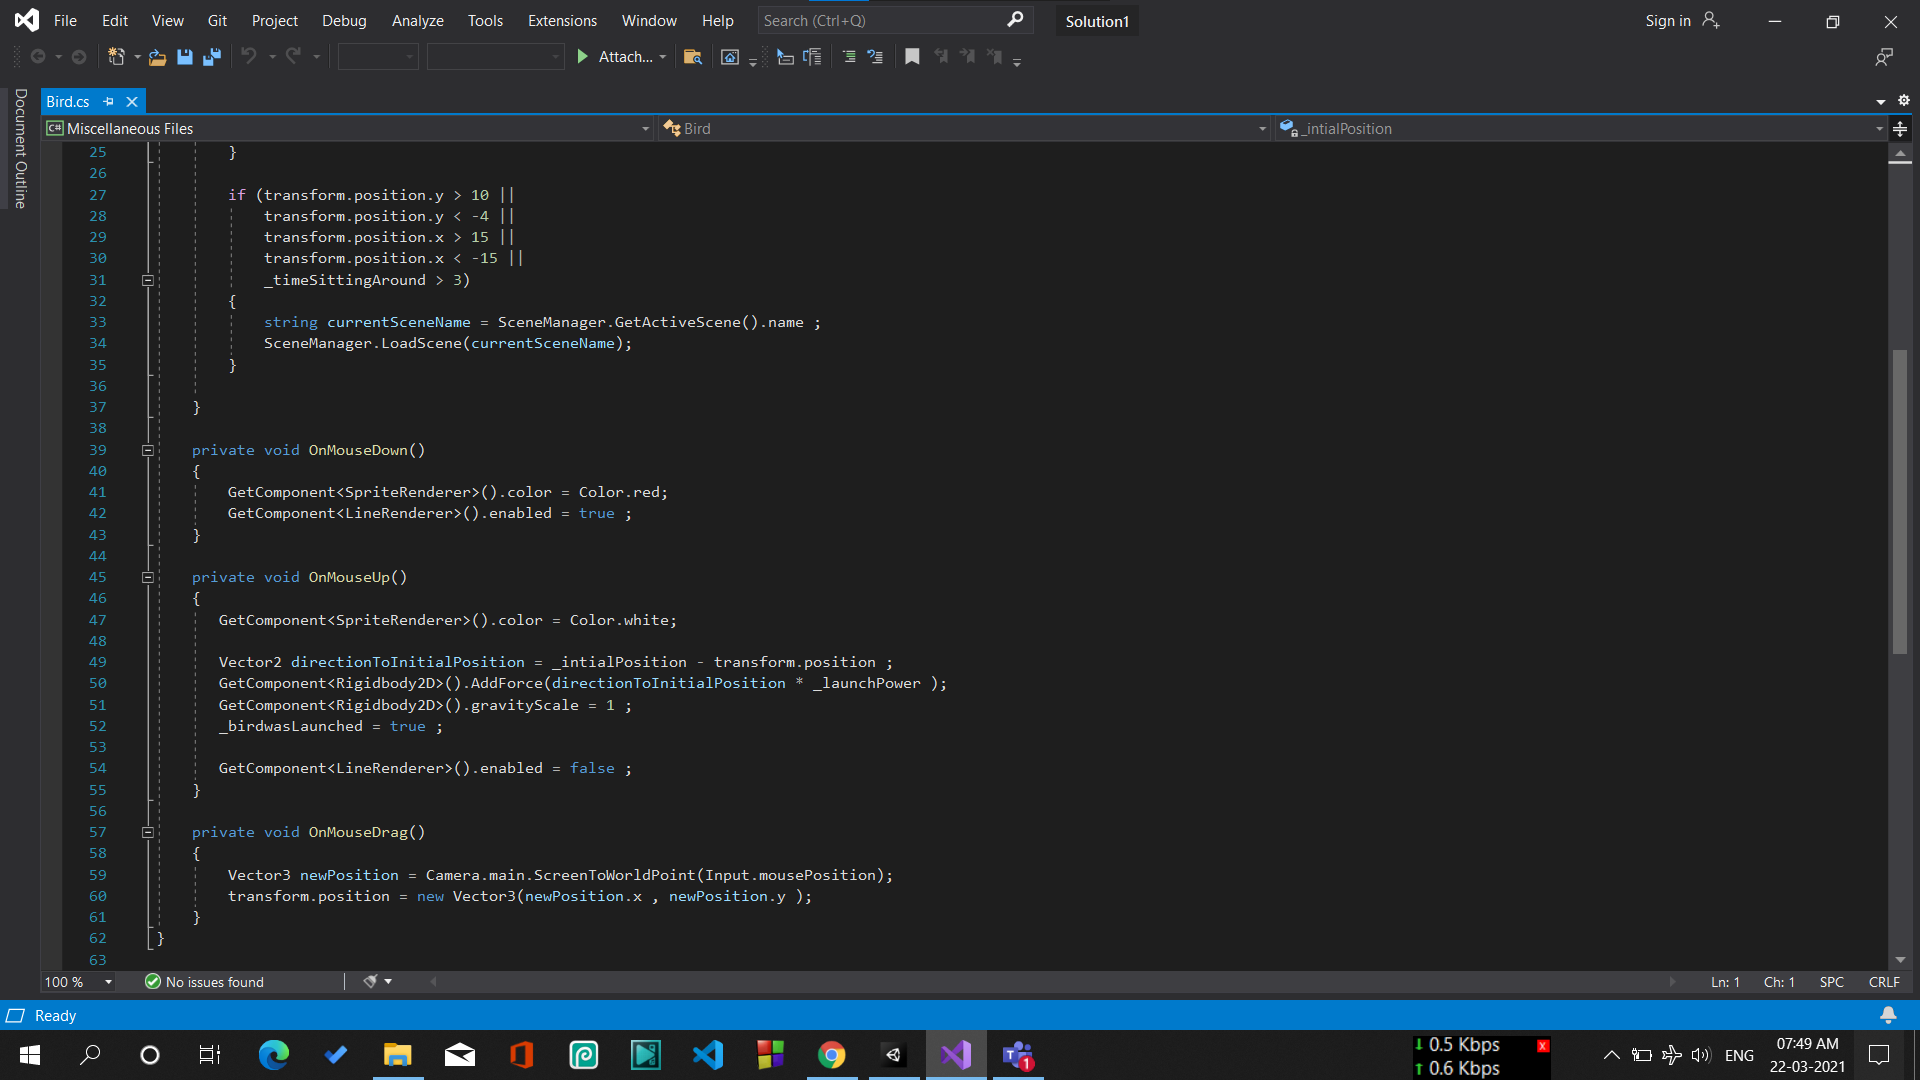 File Edit View Git Project Debug Analyze Tools Extensions Window Help Search (Ctrl+Q) Solution1 Sign in
Attach...
Document Outline
Bird.cs
C# Miscellaneous Files Bird _intialPosition
25 }
26
27 if (transform.position.y > 10 ||
28 transform.position.y < -4 ||
29 transform.position.x > 15 ||
30 transform.position.x < -15 ||
31 _timeSittingAround > 3)
32 {
33 string currentSceneName = SceneManager.GetActiveScene().name ;
34 SceneManager.LoadScene(currentSceneName);
35 }
36
37 }
38
39 private void OnMouseDown()
40 {
41 GetComponent<SpriteRenderer>().color = Color.red;
42 GetComponent<LineRenderer>().enabled = true ;
43 }
44
45 private void OnMouseUp()
46 {
47 GetComponent<SpriteRenderer>().color = Color.white;
48
49 Vector2 directionToInitialPosition = _intialPosition - transform.position ;
50 GetComponent<Rigidbody2D>().AddForce(directionToInitialPosition * _launchPower );
51 GetComponent<Rigidbody2D>().gravityScale = 1 ;
52 _birdwasLaunched = true ;
53
54 GetComponent<LineRenderer>().enabled = false ;
55 }
56
57 private void OnMouseDrag()
58 {
59 Vector3 newPosition = Camera.main.ScreenToWorldPoint(Input.mousePosition);
60 transform.position = new Vector3(newPosition.x , newPosition.y );
61 }
62 }
63
100 % No issues found Ln: 1 Ch: 1 SPC CRLF
Ready
0.5 Kbps X
0.6 Kbps
ENG
07:49 AM
22-03-2021
1